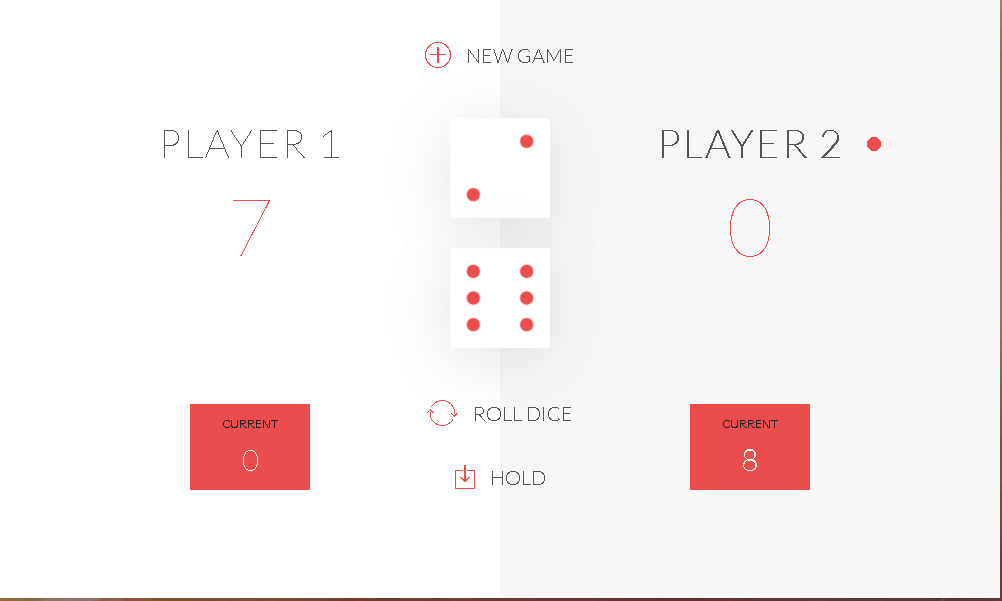 NEW GAME
PLAYER 1
7
PLAYER 2
0
ROLL DICE
HOLD
CURRENT
0
CURRENT
8